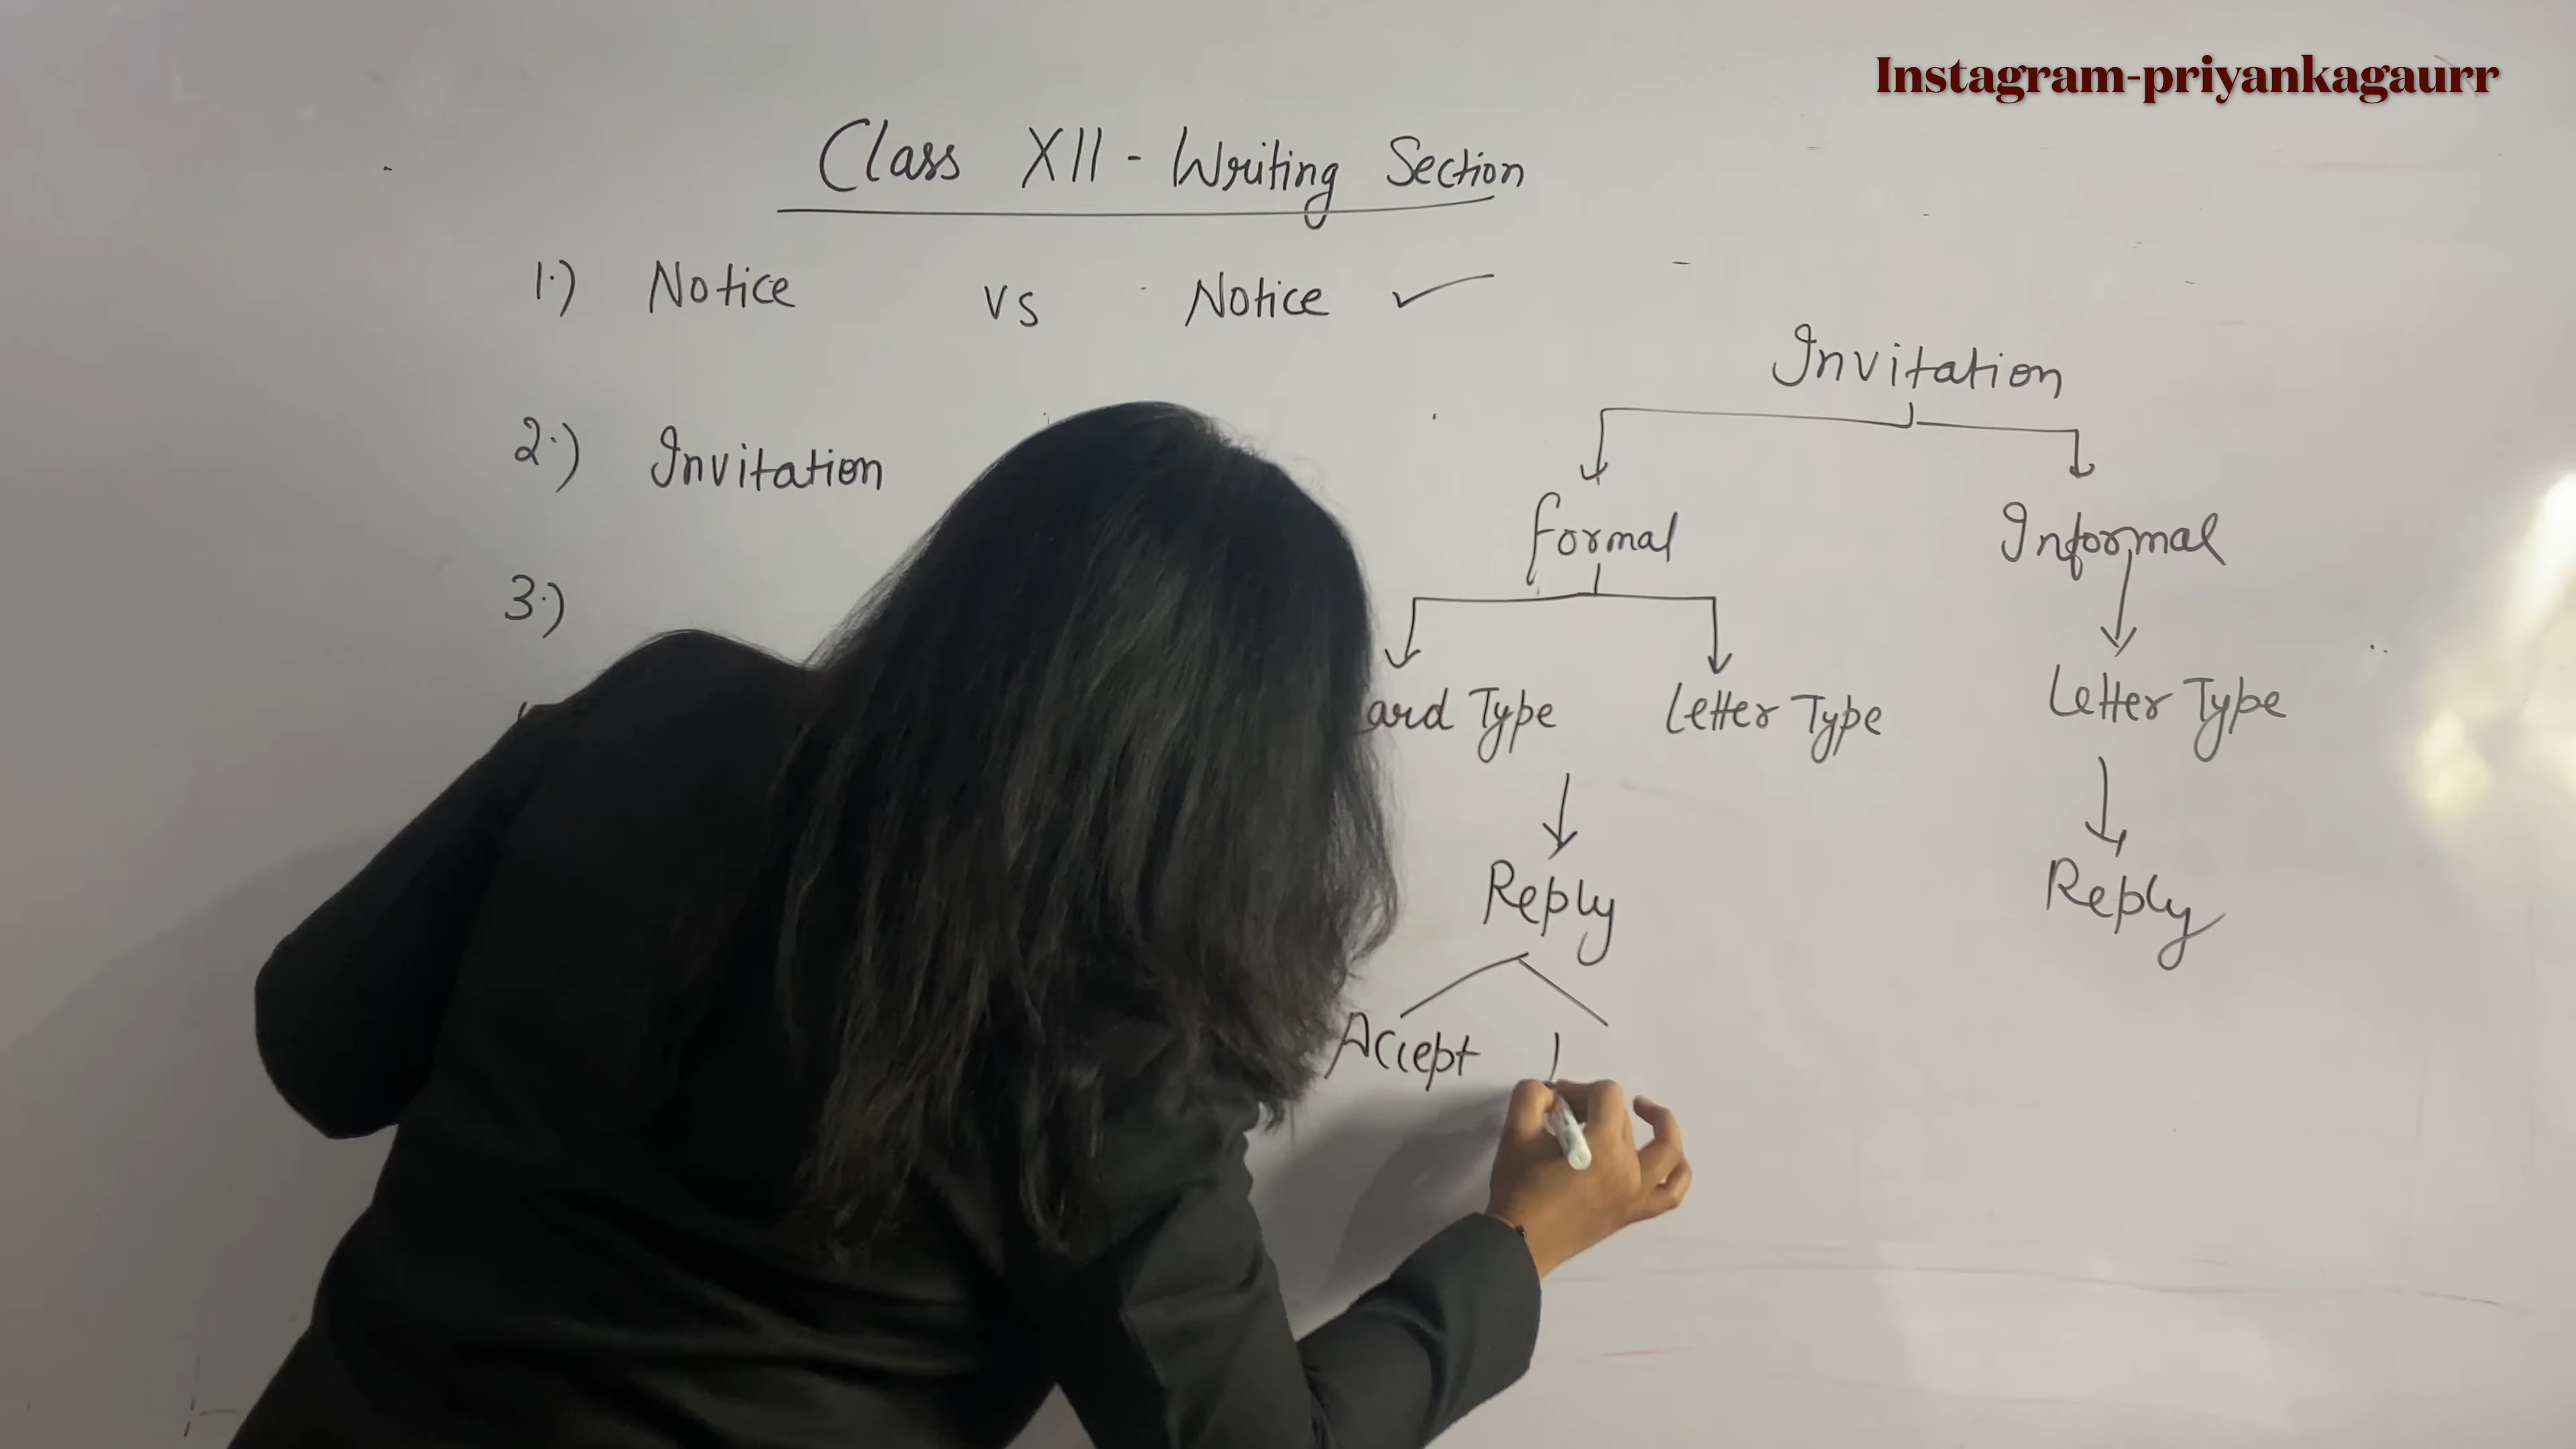 Instagram-priyankagaurr
Class XII - Writing Section
1.) Notice vs Notice ✓
Invitation
2.) Invitation
Formal Informal
3.)
ard Type Letter Type Letter Type
Reply Reply
Accept